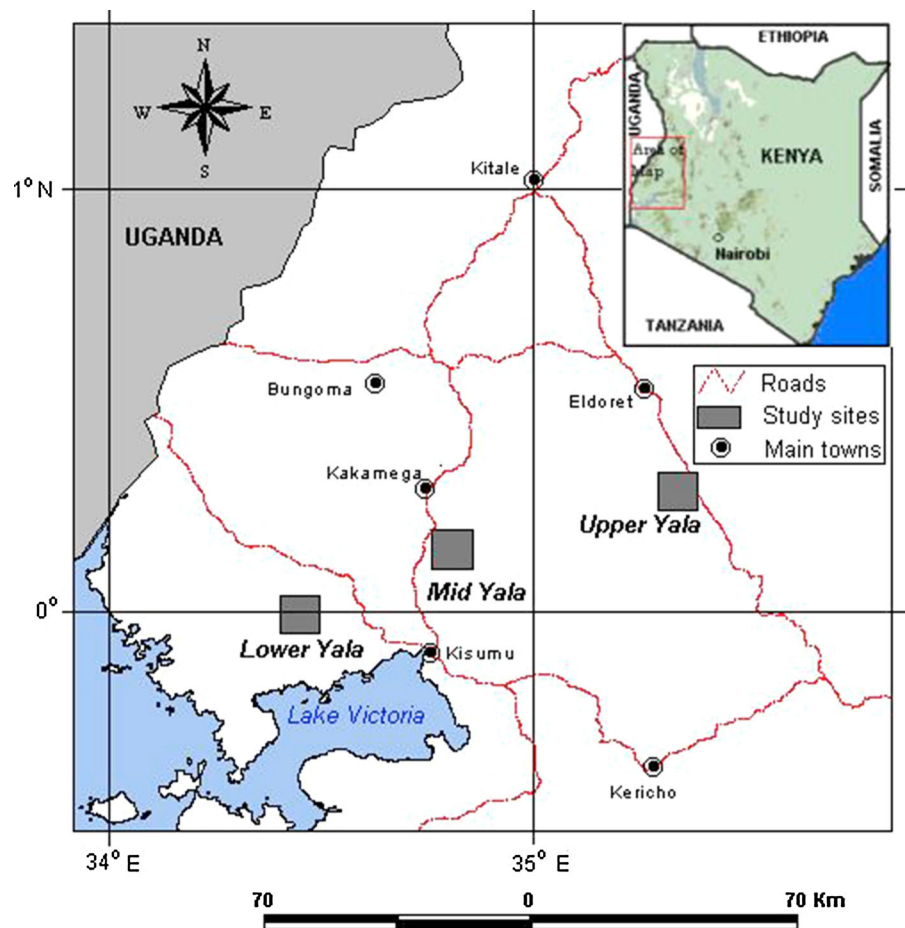 N
W
E
S
UGANDA
1° N
0°
34° E
35° E
Kitale
Bungoma
Eldoret
Kakamega
Upper Yala
Mid Yala
Lower Yala
Kisumu
Lake Victoria
Kericho
ETHIOPIA
UGANDA
SOMALIA
KENYA
Area of
Map
Nairobi
TANZANIA
Roads
Study sites
Main towns
70
0
70 Km